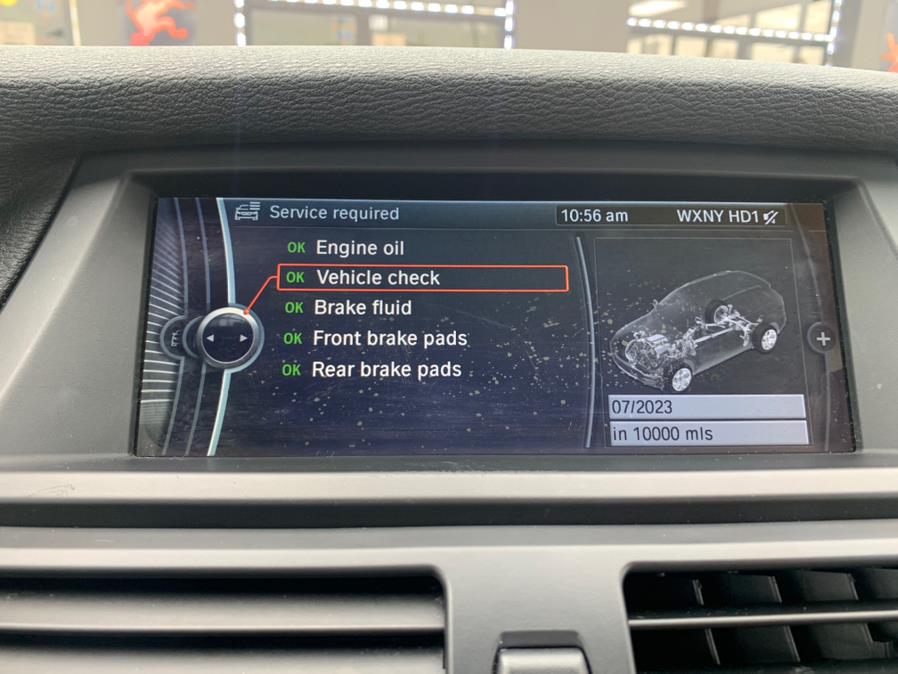 Service required
10:56 am WXNY HD1
OK Engine oil
OK Vehicle check
OK Brake fluid
OK Front brake pads
OK Rear brake pads
07/2023
in 10000 mls